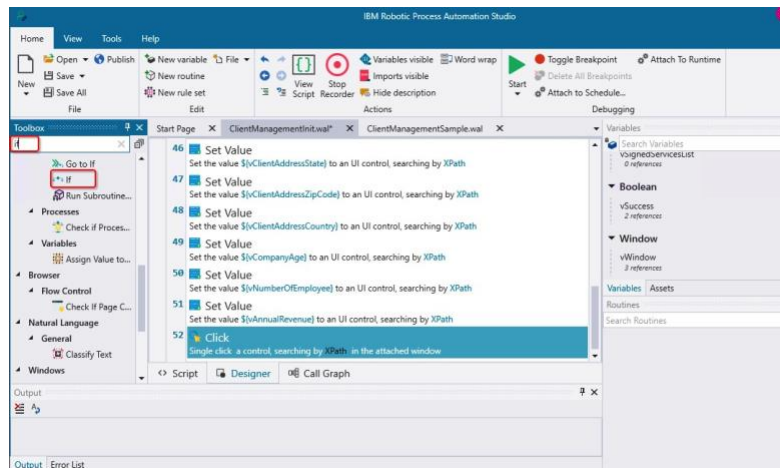 IBM Robotic Process Automation Studio
Home View Tools Help
New
Open Publish
Save
Save All
File
New variable File
New routine
New rule set
Edit
View Script
Stop Recorder
Variables visible Word wrap
Imports visible
Hide description
Actions
Start
Toggle Breakpoint Attach To Runtime
Delete All Breakpoints
Attach to Schedule...
Debugging
Toolbox
if
Go to If
If
Run Subroutine...
Processes
Check if Proces...
Variables
Assign Value to...
Browser
Flow Control
Check If Page C...
Natural Language
General
Classify Text
Windows
Start Page X ClientManagementInit.wal* X ClientManagementSample.wal X
46 Set Value
Set the value ${vClientAddressState} to an UI control, searching by XPath
47 Set Value
Set the value ${vClientAddressZipCode} to an UI control, searching by XPath
48 Set Value
Set the value ${vClientAddressCountry} to an UI control, searching by XPath
49 Set Value
Set the value ${vCompanyAge} to an UI control, searching by XPath
50 Set Value
Set the value ${vNumberOfEmployee} to an UI control, searching by XPath
51 Set Value
Set the value ${vAnnualRevenue} to an UI control, searching by XPath
52 Click
Single click a control, searching by XPath in the attached window
Script Designer Call Graph
Variables
Search Variables
vSignedServicesList
0 references
Boolean
vSuccess
2 references
Window
vWindow
3 references
Variables Assets
Routines
Search Routines
Output
Output Error List